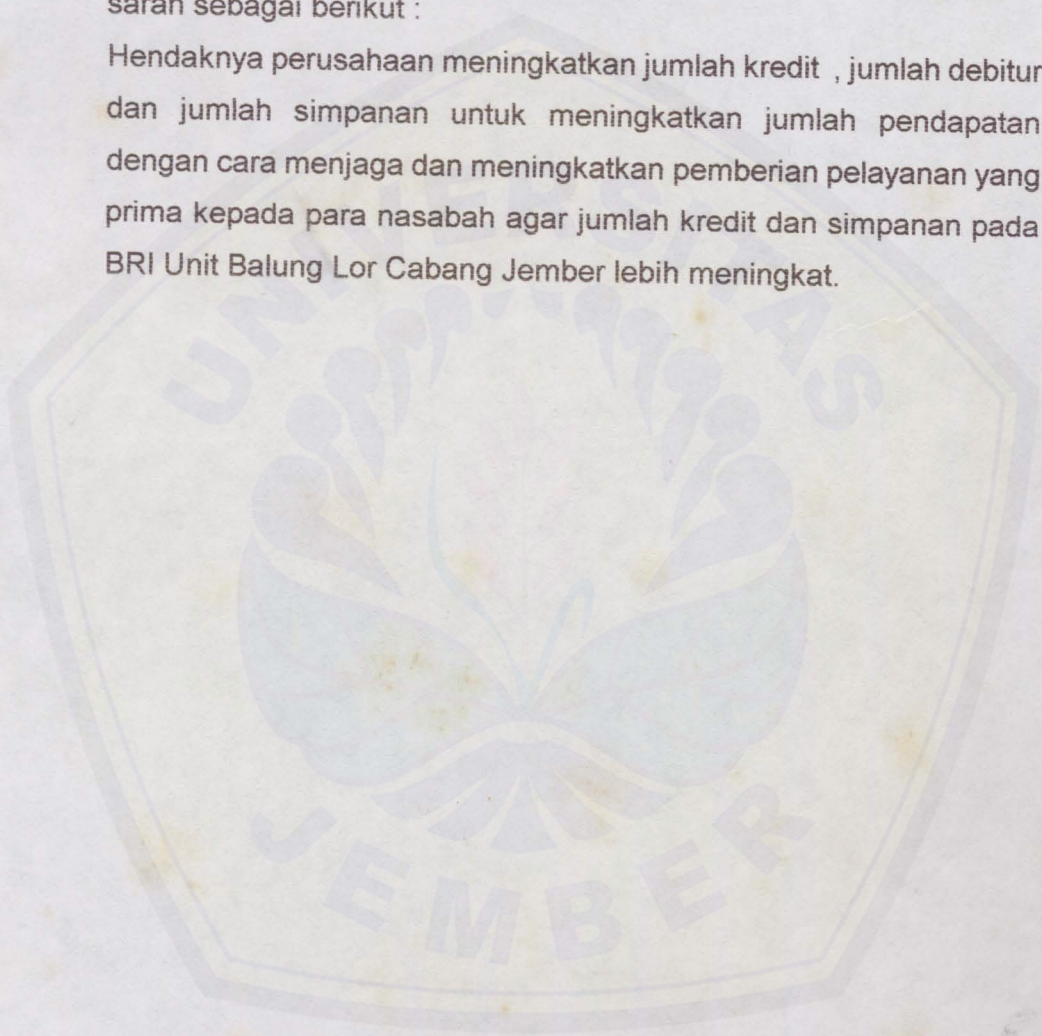 saran sebagai berikut :
Hendaknya perusahaan meningkatkan jumlah kredit , jumlah debitur
dan jumlah simpanan untuk meningkatkan jumlah pendapatan
dengan cara menjaga dan meningkatkan pemberian pelayanan yang
prima kepada para nasabah agar jumlah kredit dan simpanan pada
BRI Unit Balung Lor Cabang Jember lebih meningkat.
UNIVERSITAS
JEMBER